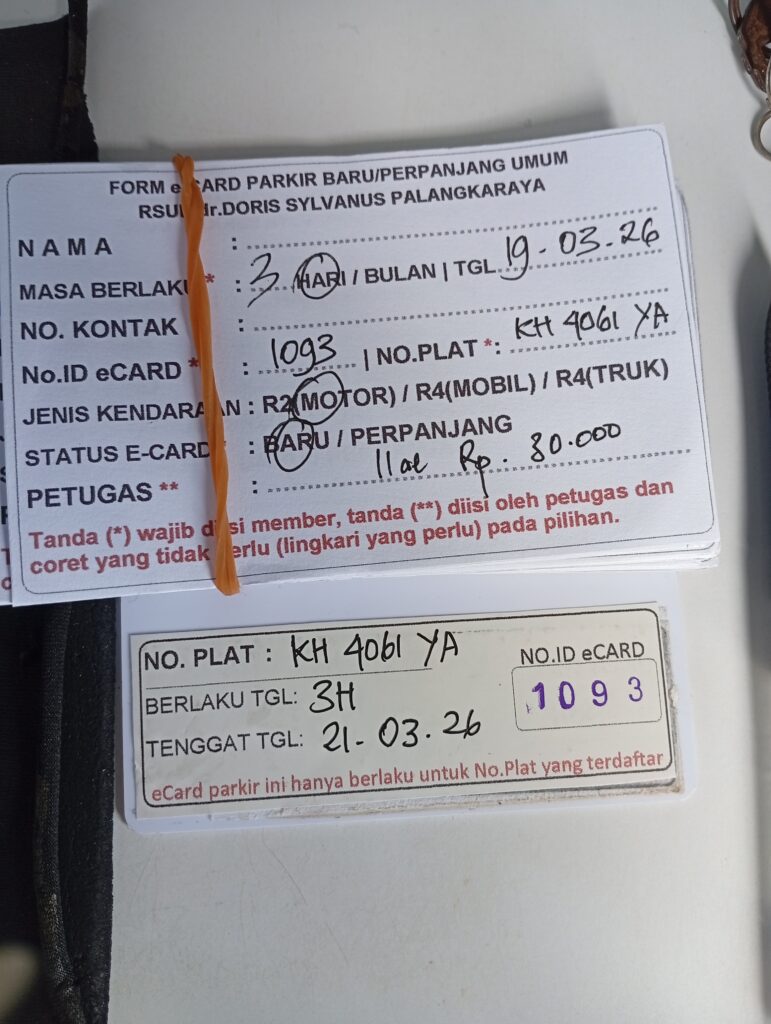 FORM eCARD PARKIR BARU/PERPANJANG UMUM
RSUD dr.DORIS SYLVANUS PALANGKARAYA
NAMA :
MASA BERLAKU * : 3 HARI / BULAN | TGL 19-03.26
NO. KONTAK :
No.ID eCARD * : 1093 | NO.PLAT *: KH 4061 YA
JENIS KENDARAAN : R2(MOTOR) / R4(MOBIL) / R4(TRUK)
STATUS E-CARD * : BARU / PERPANJANG
PETUGAS ** : Rp. 30.000
Tanda (*) wajib diisi member, tanda (**) diisi oleh petugas dan
coret yang tidak perlu (lingkari yang perlu) pada pilihan.
NO. PLAT : KH 4061 YA
NO.ID eCARD
1093
BERLAKU TGL: 3H
TENGGAT TGL: 21-03.26
eCard parkir ini hanya berlaku untuk No.Plat yang terdaftar